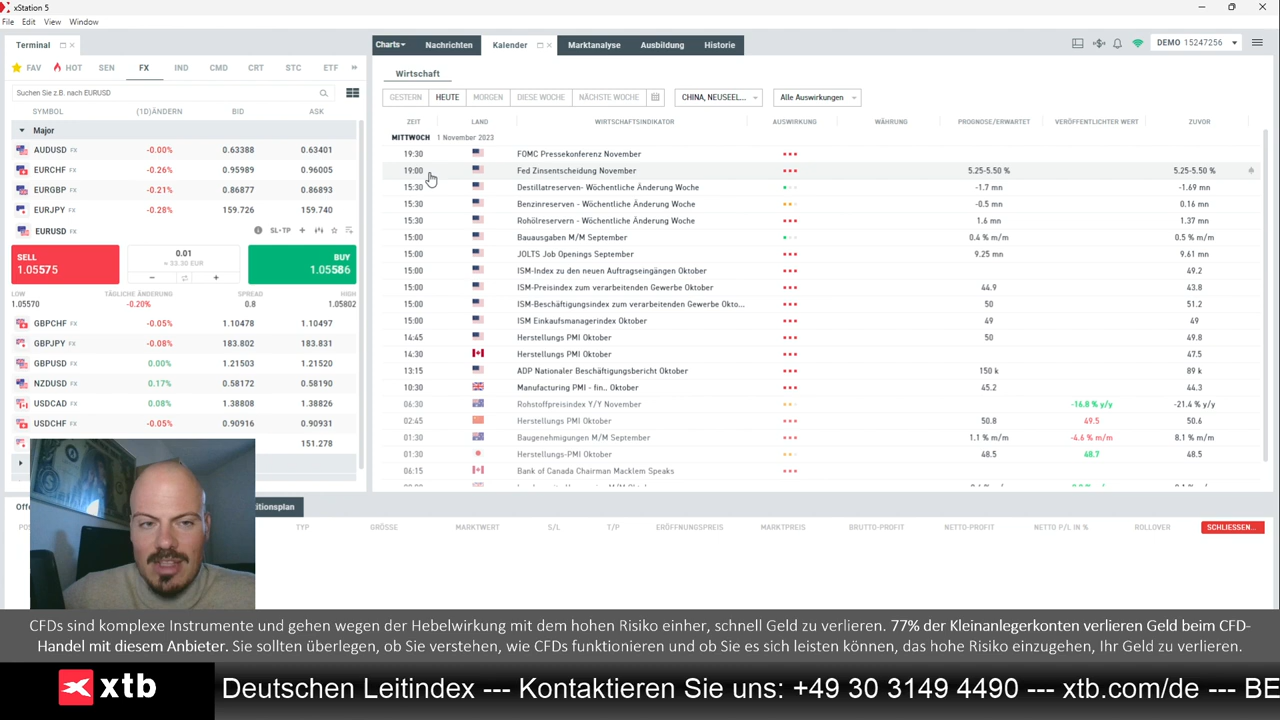 xStation 5
File Edit View Window
Terminal
FAV HOT SEN FX IND CMD CRT STC ETF
Suchen Sie z.B. nach EURUSD
SYMBOL (1D)ÄNDERN BID ASK
Major
AUDUSD FX -0.00% 0.63388 0.63401
EURCHF FX -0.26% 0.95989 0.96005
EURGBP FX -0.21% 0.86877 0.86893
EURJPY FX -0.28% 159.726 159.740
EURUSD SL+TP
SELL 0.01 BUY
1.05575 ≈ 33.30 EUR 1.05586
LOW TÄGLICHE ÄNDERUNG SPREAD HIGH
1.05570 -0.20% 0.8 1.05802
GBPCHF FX -0.05% 1.10478 1.10497
GBPJPY FX -0.08% 183.802 183.831
GBPUSD FX 0.00% 1.21503 1.21520
NZDUSD FX 0.17% 0.58172 0.58190
USDCAD FX 0.08% 1.38808 1.38826
USDCHF FX -0.05% 0.90916 0.90931
151.278
Charts Nachrichten Kalender Marktanalyse Ausbildung Historie
DEMO 15247256
Wirtschaft
GESTERN HEUTE MORGEN DIESE WOCHE NÄCHSTE WOCHE CHINA, NEUSEEL... Alle Auswirkungen
ZEIT LAND WIRTSCHAFTSINDIKATOR AUSWIRKUNG WÄHRUNG PROGNOSE/ERWARTET VERÖFFENTLICHTER WERT ZUVOR
MITTWOCH 1 November 2023
19:30 FOMC Pressekonferenz November
19:00 Fed Zinsentscheidung November 5.25-5.50 % 5.25-5.50 %
15:30 Destillatreserven- Wöchentliche Änderung Woche -1.7 mn -1.69 mn
15:30 Benzinreserven - Wöchentliche Änderung Woche -0.5 mn 0.16 mn
15:30 Rohölreservern - Wöchentliche Änderung Woche 1.6 mn 1.37 mn
15:00 Bauausgaben M/M September 0.4 % m/m 0.5 % m/m
15:00 JOLTS Job Openings September 9.25 mn 9.61 mn
15:00 ISM-Index zu den neuen Auftragseingängen Oktober 49.2
15:00 ISM-Preisindex zum verarbeitenden Gewerbe Oktober 44.9 43.8
15:00 ISM-Beschäftigungsindex zum verarbeitenden Gewerbe Okto... 50 51.2
15:00 ISM Einkaufsmanagerindex Oktober 49 49
14:45 Herstellungs PMI Oktober 50 49.8
14:30 Herstellungs PMI Oktober 47.5
13:15 ADP Nationaler Beschäftigungsbericht Oktober 150 k 89 k
10:30 Manufacturing PMI - fin.. Oktober 45.2 44.3
06:30 Rohstoffpreisindex Y/Y November -16.8 % y/y -21.4 % y/y
02:45 Herstellungs PMI Oktober 50.8 49.5 50.6
01:30 Baugenehmigungen M/M September 1.1 % m/m -4.6 % m/m 8.1 % m/m
01:30 Herstellungs-PMI Oktober 48.5 48.7 48.5
06:15 Bank of Canada Chairman Macklem Speaks
Off
itionsplan
PO TYP GRÖSSE MARKTWERT S/L T/P ERÖFFNUNGSPREIS MARKTPREIS BRUTTO-PROFIT NETTO-PROFIT NETTO P/L IN % ROLLOVER SCHLIESSEN...
CFDs sind komplexe Instrumente und gehen wegen der Hebelwirkung mit dem hohen Risiko einher, schnell Geld zu verlieren. 77% der Kleinanlegerkonten verlieren Geld beim CFD-
Handel mit diesem Anbieter. Sie sollten überlegen, ob Sie verstehen, wie CFDs funktionieren und ob Sie es sich leisten können, das hohe Risiko einzugehen, Ihr Geld zu verlieren.
xtb Deutschen Leitindex --- Kontaktieren Sie uns: +49 30 3149 4490 --- xtb.com/de --- BE